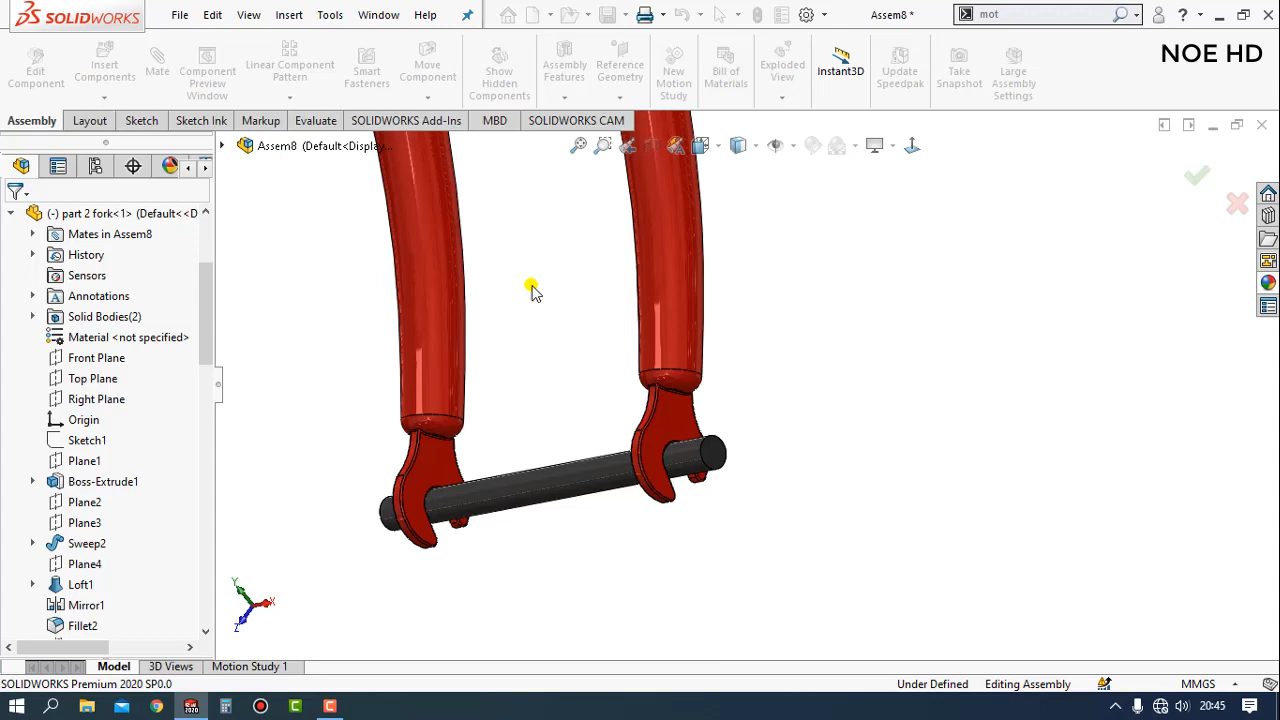 SOLIDWORKS File Edit View Insert Tools Window Help Assem8 * mot ?
NOE HD
Edit Component
Insert Components
Mate
Component Preview Window
Linear Component Pattern
Smart Fasteners
Move Component
Show Hidden Components
Assembly Features
Reference Geometry
New Motion Study
Bill of Materials
Exploded View
Instant3D
Update Speedpak
Take Snapshot
Large Assembly Settings
Assembly Layout Sketch Sketch Ink Markup Evaluate SOLIDWORKS Add-Ins MBD SOLIDWORKS CAM
Assem8 (Default<Display...
(-) part 2 fork<1> (Default<<D
Mates in Assem8
History
Sensors
Annotations
Solid Bodies(2)
Material <not specified>
Front Plane
Top Plane
Right Plane
Origin
Sketch1
Plane1
Boss-Extrude1
Plane2
Plane3
Sweep2
Plane4
Loft1
Mirror1
Fillet2
Y
X
Z
Model 3D Views Motion Study 1
SOLIDWORKS Premium 2020 SP0.0 Under Defined Editing Assembly MMGS
20:45